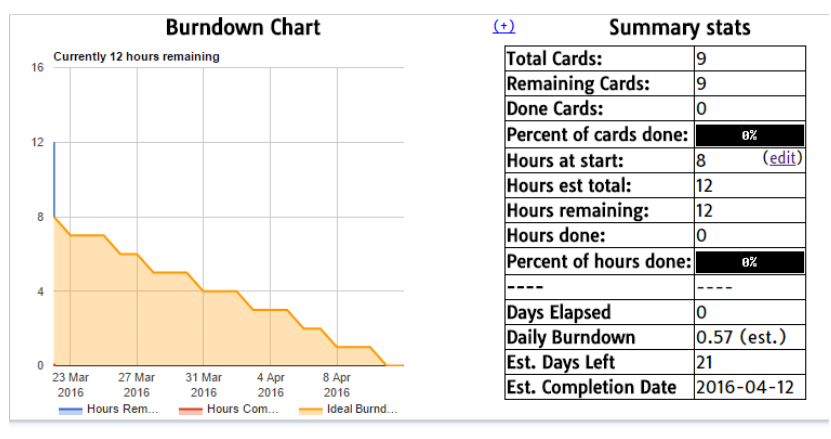 Burndown Chart
Currently 12 hours remaining
16
12
8
4
0
23 Mar 27 Mar 31 Mar 4 Apr 8 Apr
2016 2016 2016 2016 2016
Hours Rem... Hours Com... Ideal Burnd...
(+) Summary stats
Total Cards: 9
Remaining Cards: 9
Done Cards: 0
Percent of cards done: 0%
Hours at start: 8 (edit)
Hours est total: 12
Hours remaining: 12
Hours done: 0
Percent of hours done: 0%
---- ----
Days Elapsed 0
Daily Burndown 0.57 (est.)
Est. Days Left 21
Est. Completion Date 2016-04-12